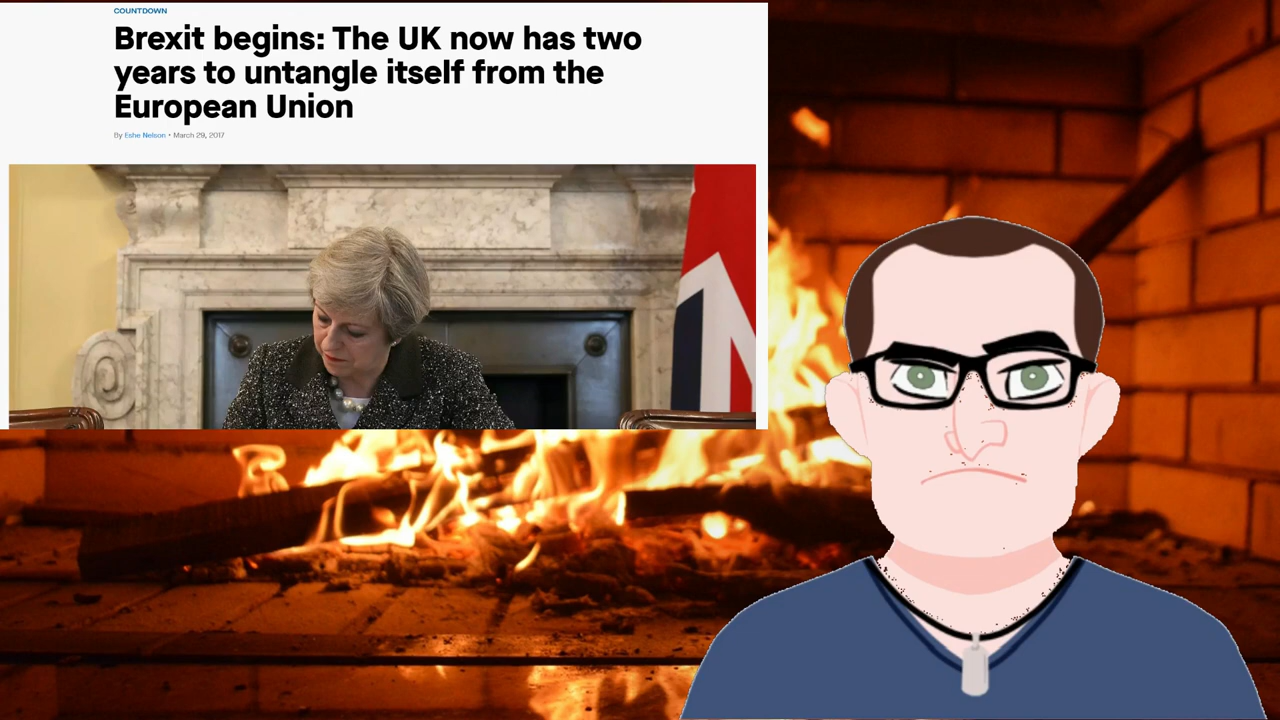 COUNTDOWN
Brexit begins: The UK now has two
years to untangle itself from the
European Union
By Eshe Nelson • March 29, 2017